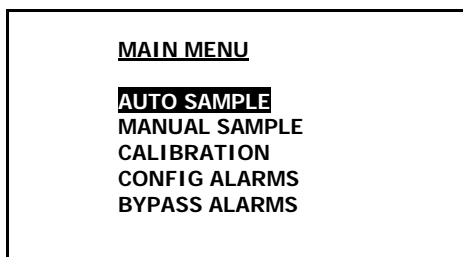 MAIN MENU
AUTO SAMPLE
MANUAL SAMPLE
CALIBRATION
CONFIG ALARMS
BYPASS ALARMS